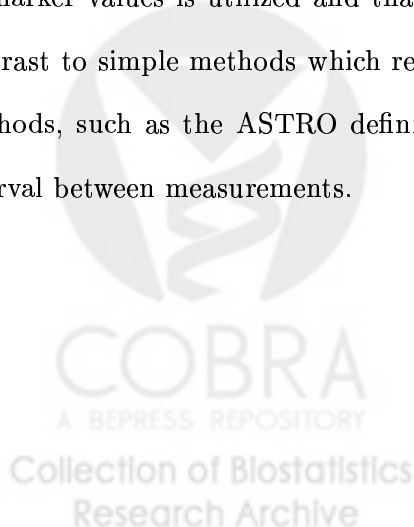 marker values is utilized and that
rast to simple methods which re
hods, such as the ASTRO defini
rval between measurements.
COBRA
A BEPRESS REPOSITORY
Collection of Biostatistics
Research Archive